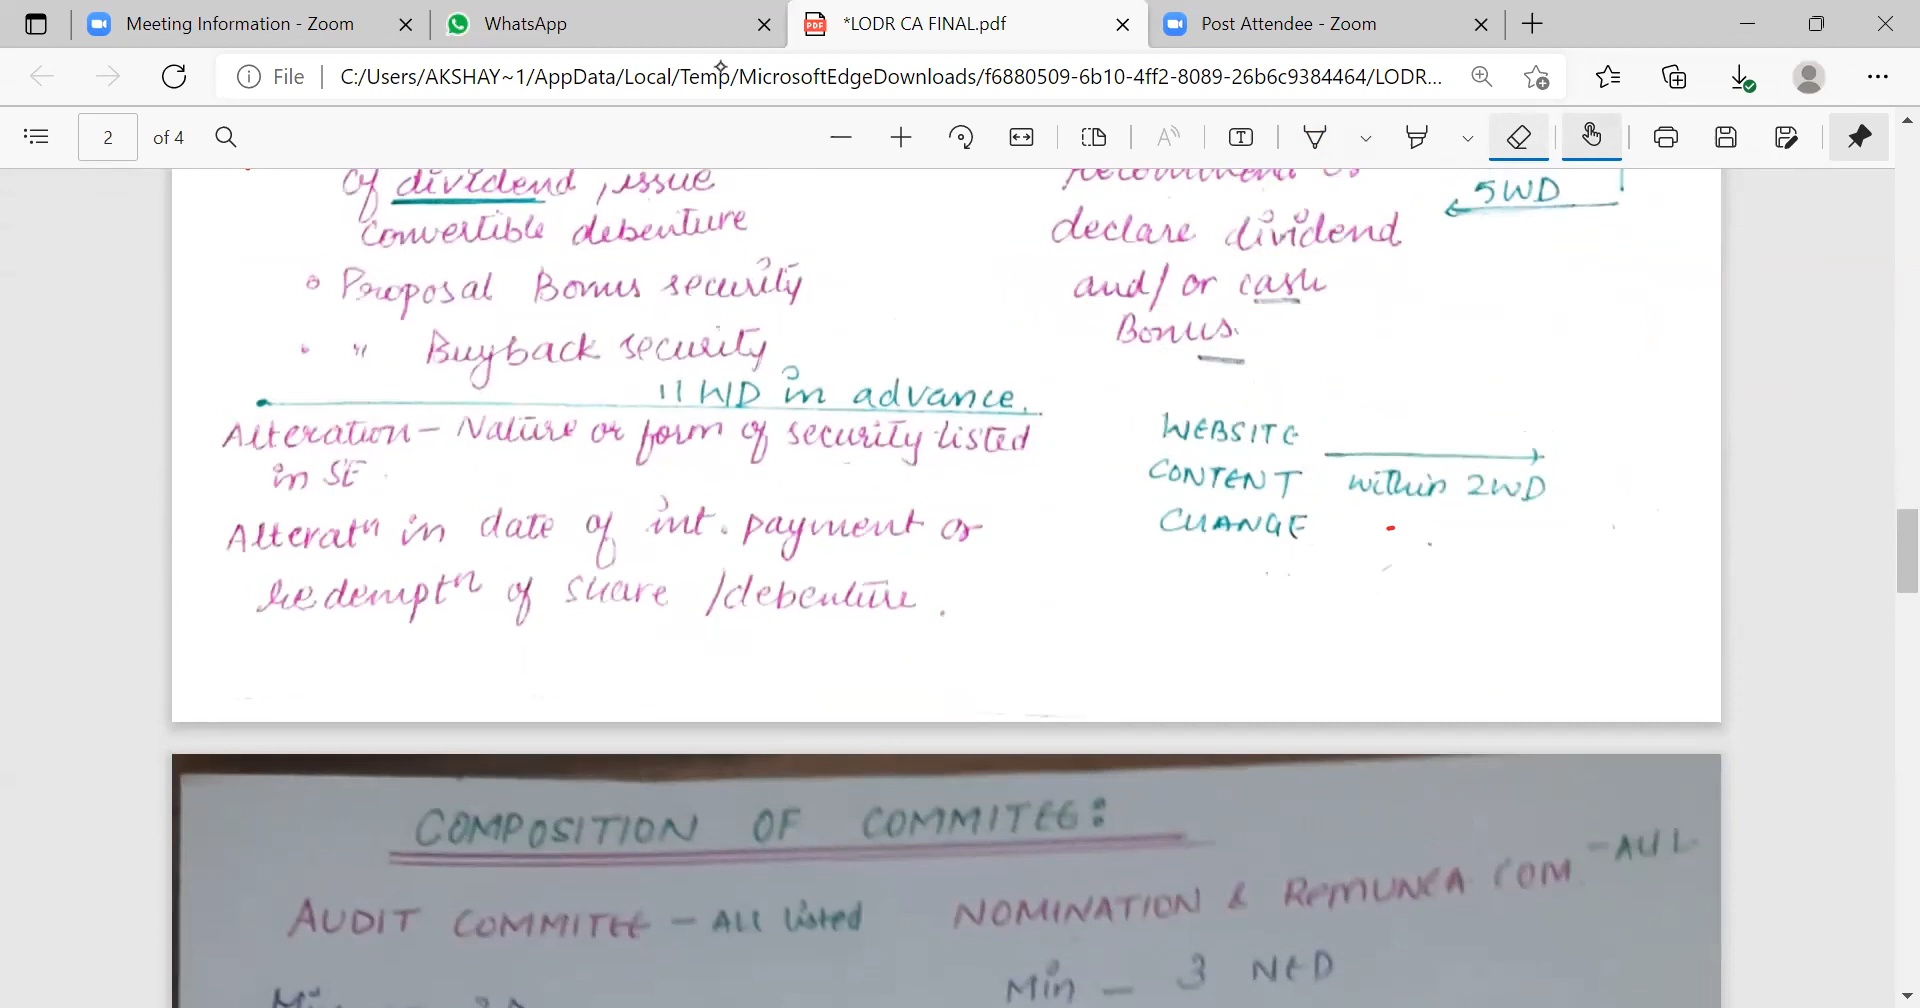 Meeting Information - Zoom
WhatsApp
*LODR CA FINAL.pdf
Post Attendee - Zoom
File
C:/Users/AKSHAY~1/AppData/Local/Temp/MicrosoftEdgeDownloads/f6880509-6b10-4ff2-8089-26b6c9384464/LODR...
2 of 4
of dividend, issue
convertible debenture
Proposal Bonus security
" Buyback security
11 WD in advance.
Alteration - Nature or form of security listed
in SE.
Alteratn in date of int. payment or
redemptn of share /debenture.
5WD
declare dividend
and/or cash
Bonus.
WEBSITE
CONTENT within 2WD
CHANGE
COMPOSITION OF COMMITEE:
AUDIT COMMITEE - All listed
NOMINATION & REMUNEA COM. - All
Min - 3 NED